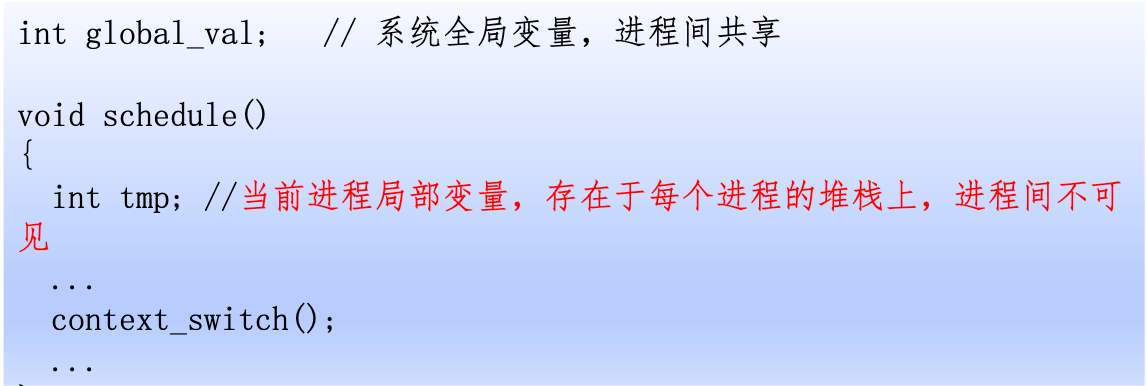 int global_val;   // 系统全局变量，进程间共享
void schedule()
{
  int tmp; //当前进程局部变量，存在于每个进程的堆栈上，进程间不可
见
  ...
  context_switch();
  ...